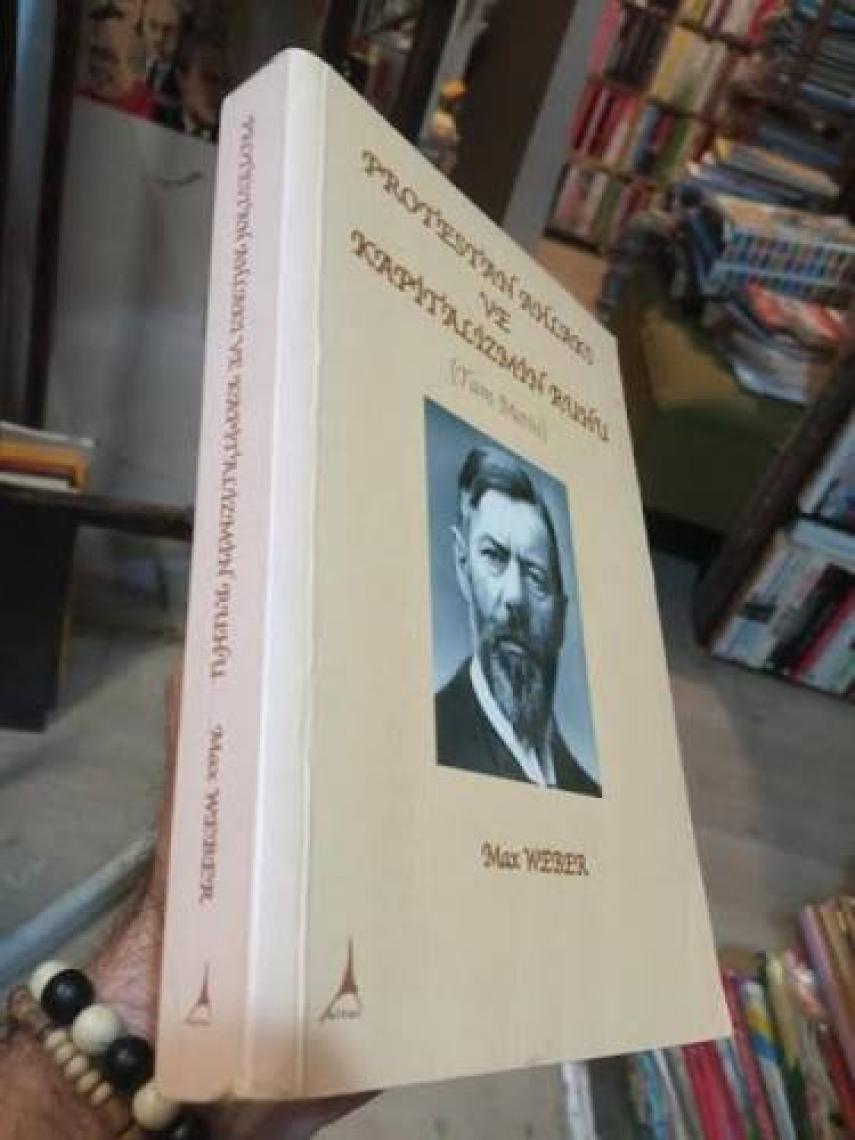 PROTESTAN AHLAKI
VE
KAPİTALİZMİN RUHU
(Tam Metin)
Max WEBER
PROTESTAN AHLAKI VE KAPİTALİZMİN RUHU
Max WEBER